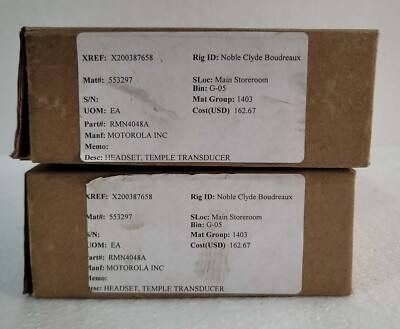 XREF: X200387658 Rig ID: Noble Clyde Boudreaux
Mat#: 553297 SLoc: Main Storeroom
Bin: G-05
S/N: Mat Group: 1403
UOM: EA Cost(USD) 162.67
Part#: RMN4048A
Manf: MOTOROLA INC
Memo:
Desc: HEADSET, TEMPLE TRANSDUCER
XREF: X200387658 Rig ID: Noble Clyde Boudreaux
Mat#: 553297 SLoc: Main Storeroom
Bin: G-05
S/N: Mat Group: 1403
UOM: EA Cost(USD) 162.67
Part#: RMN4048A
Manf: MOTOROLA INC
Memo:
Desc: HEADSET, TEMPLE TRANSDUCER